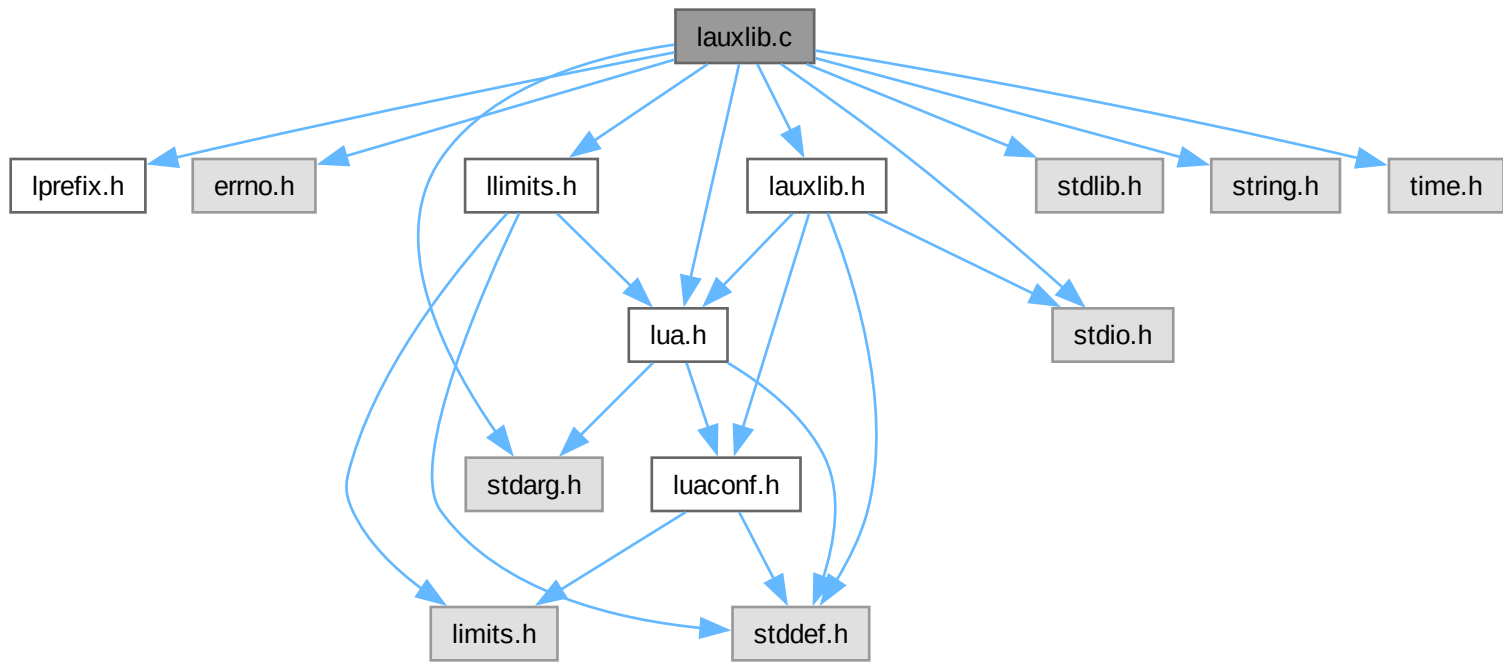 lauxlib.c
lprefix.h
errno.h
llimits.h
lauxlib.h
stdlib.h
string.h
time.h
lua.h
stdio.h
stdarg.h
luaconf.h
limits.h
stddef.h